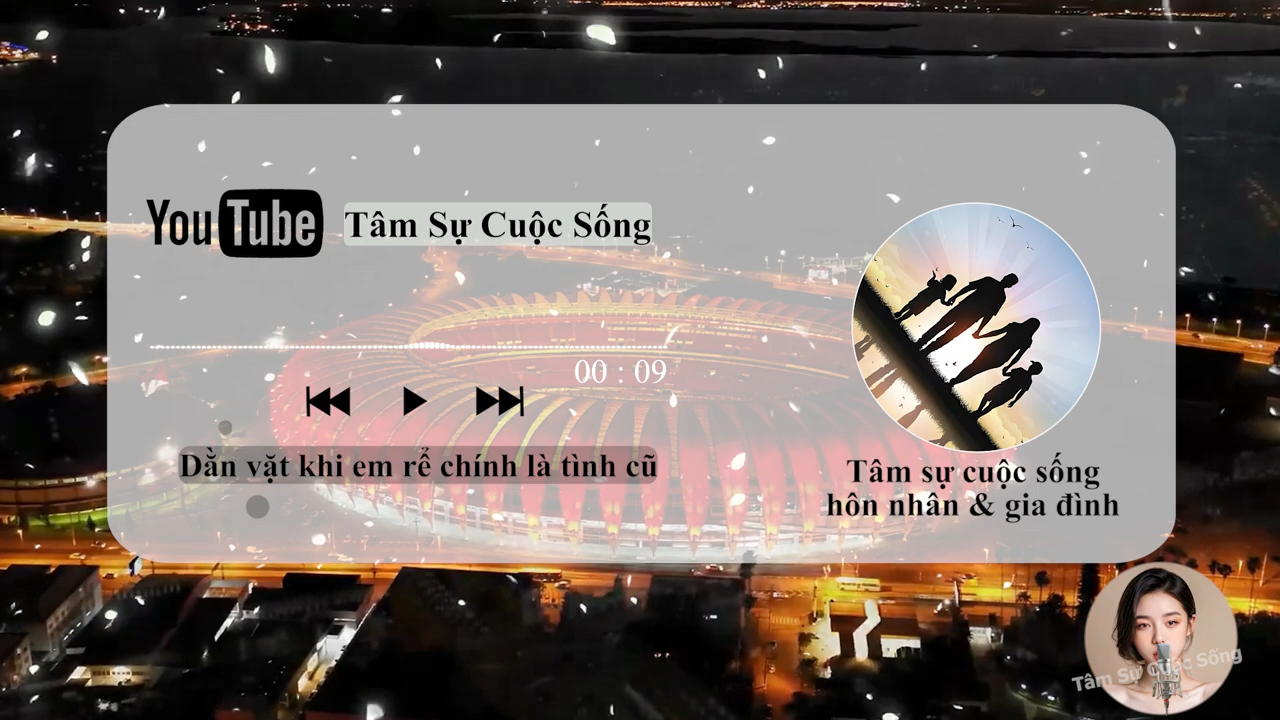 YouTube
Tâm Sự Cuộc Sống
00 : 09
Dằn vặt khi em rể chính là tình cũ
Tâm sự cuộc sống
hôn nhân & gia đình
Tâm Sự Cuộc Sống